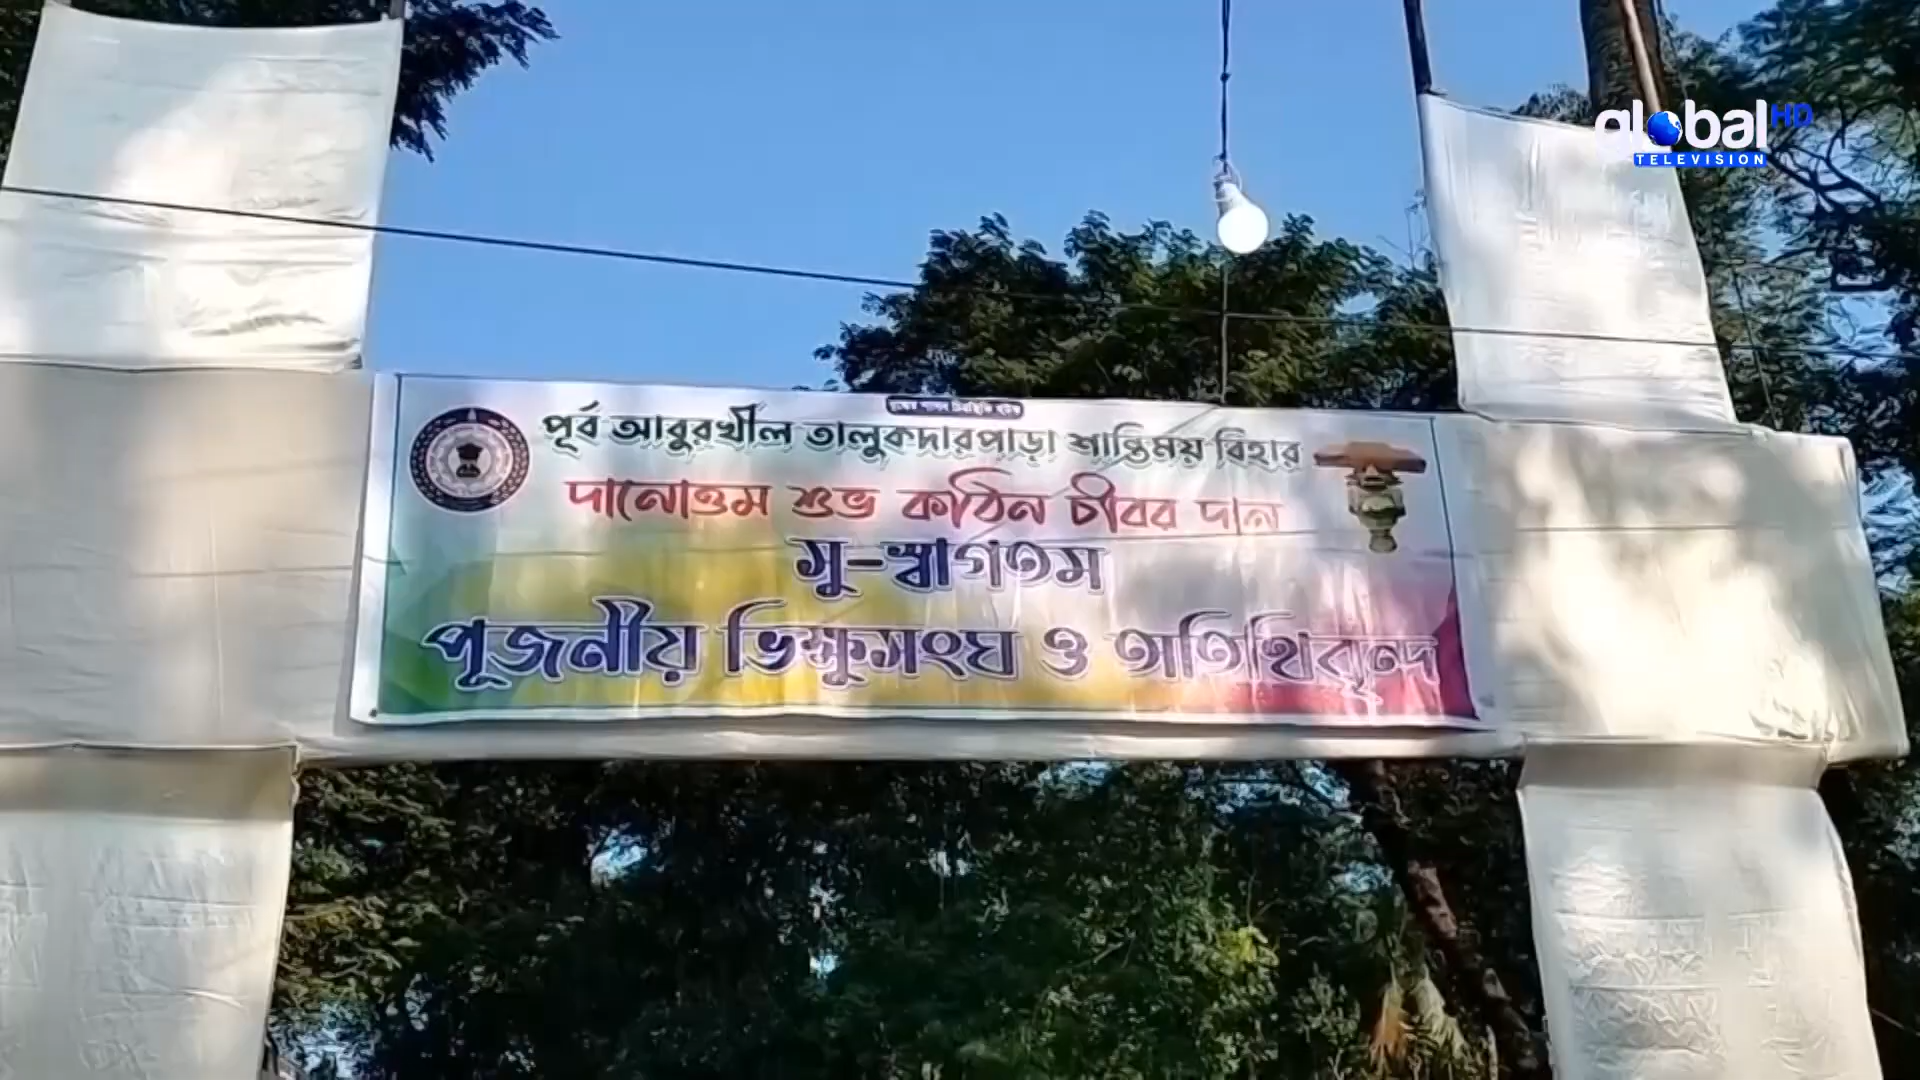 global HD
TELEVISION
পূর্ব আবুরখীল তালুকদারপাড়া শান্তিময় বিহার
দানোত্তম শুভ কঠিন চীবর দান
সু-স্বাগতম
পূজনীয় ভিক্ষুসংঘ ও অতিথিবৃন্দ